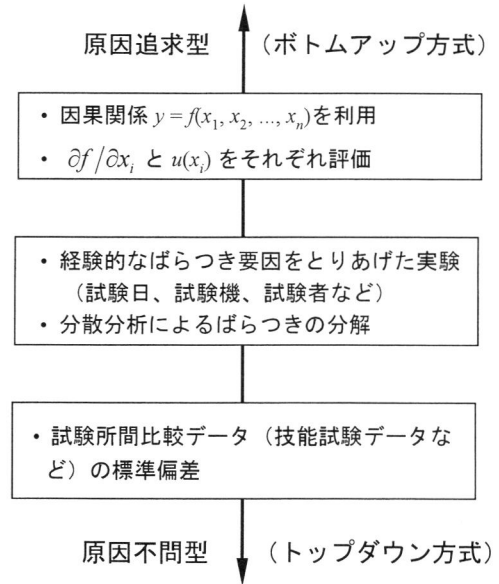 原因追求型 （ボトムアップ方式）
・ 因果関係 y = f(x₁, x₂, ..., xₙ)を利用
・ ∂f/∂xᵢ と u(xᵢ) をそれぞれ評価
・ 経験的なばらつき要因をとりあげた実験
（試験日、試験機、試験者など）
・ 分散分析によるばらつきの分解
・ 試験所間比較データ（技能試験データな
ど）の標準偏差
原因不問型 （トップダウン方式）